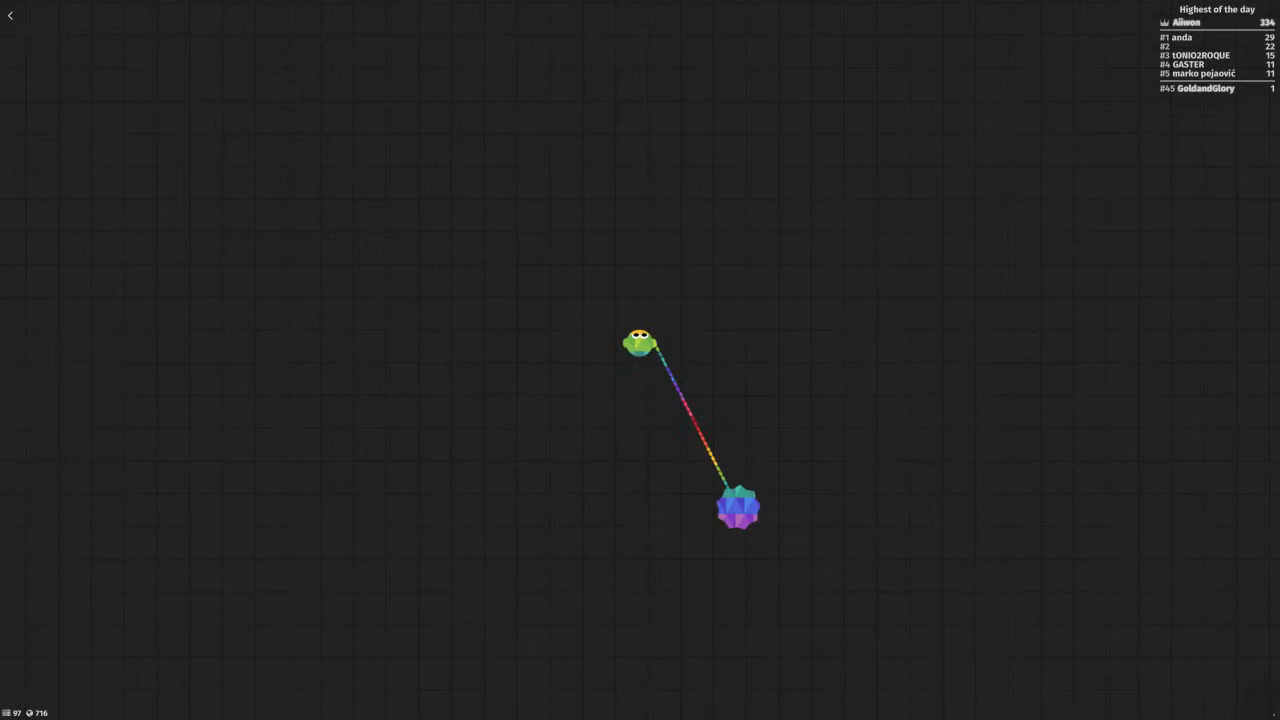 Highest of the day
Aiiwon 334
#1 anda 29
#2 22
#3 tONIO2ROQUE 15
#4 GASTER 11
#5 marko pejaović 11
#45 GoldandGlory 1
97 716